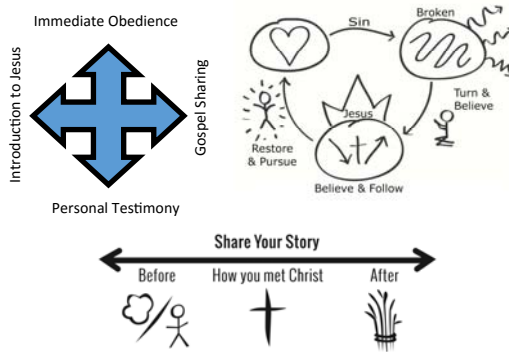 Immediate Obedience
Introduction to Jesus
Gospel Sharing
Personal Testimony
Sin
Broken
Turn &
Believe
Jesus
Restore
& Pursue
Believe & Follow
Share Your Story
Before
How you met Christ
After